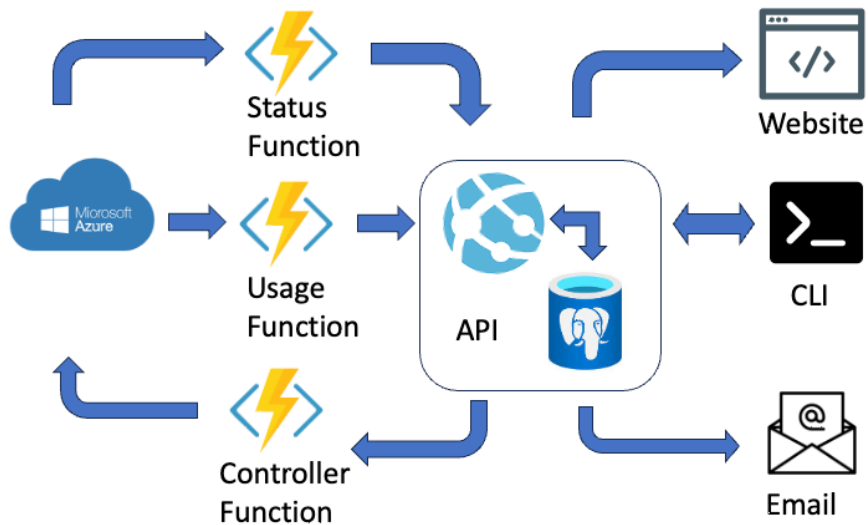 Status
Function
</>
Website
Microsoft
Azure
Usage
Function
API
>_
CLI
Controller
Function
@
Email